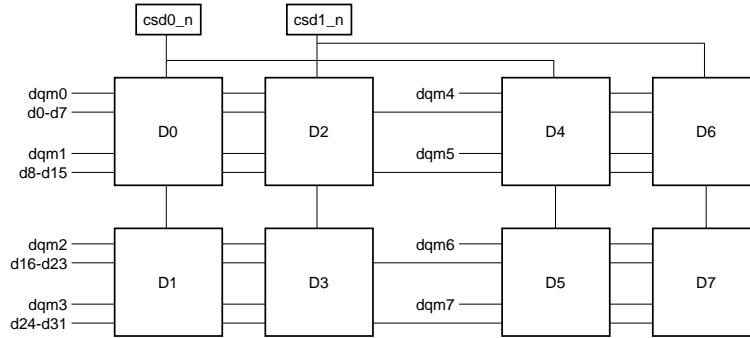 csd0_n csd1_n
dqm0 dqm4
d0-d7
D0 D2 D4 D6
dqm1 dqm5
d8-d15
dqm2 dqm6
d16-d23
D1 D3 D5 D7
dqm3 dqm7
d24-d31